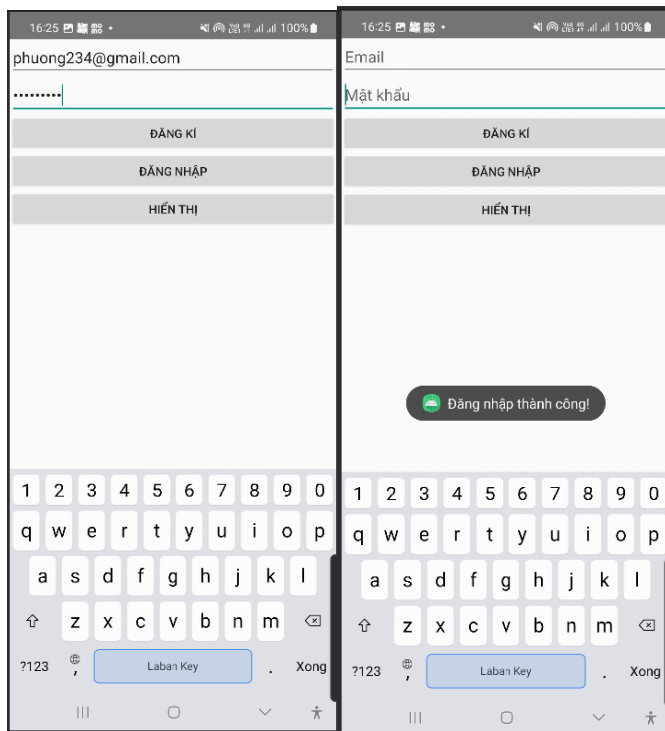 16:25 100%
phuong234@gmail.com
•••••••••
ĐĂNG KÍ
ĐĂNG NHẬP
HIỂN THỊ
1 2 3 4 5 6 7 8 9 0
q w e r t y u i o p
a s d f g h j k l
z x c v b n m
?123 , Laban Key . Xong
16:25 100%
Email
Mật khẩu
ĐĂNG KÍ
ĐĂNG NHẬP
HIỂN THỊ
Đăng nhập thành công!
1 2 3 4 5 6 7 8 9 0
q w e r t y u i o p
a s d f g h j k l
z x c v b n m
?123 , Laban Key . Xong